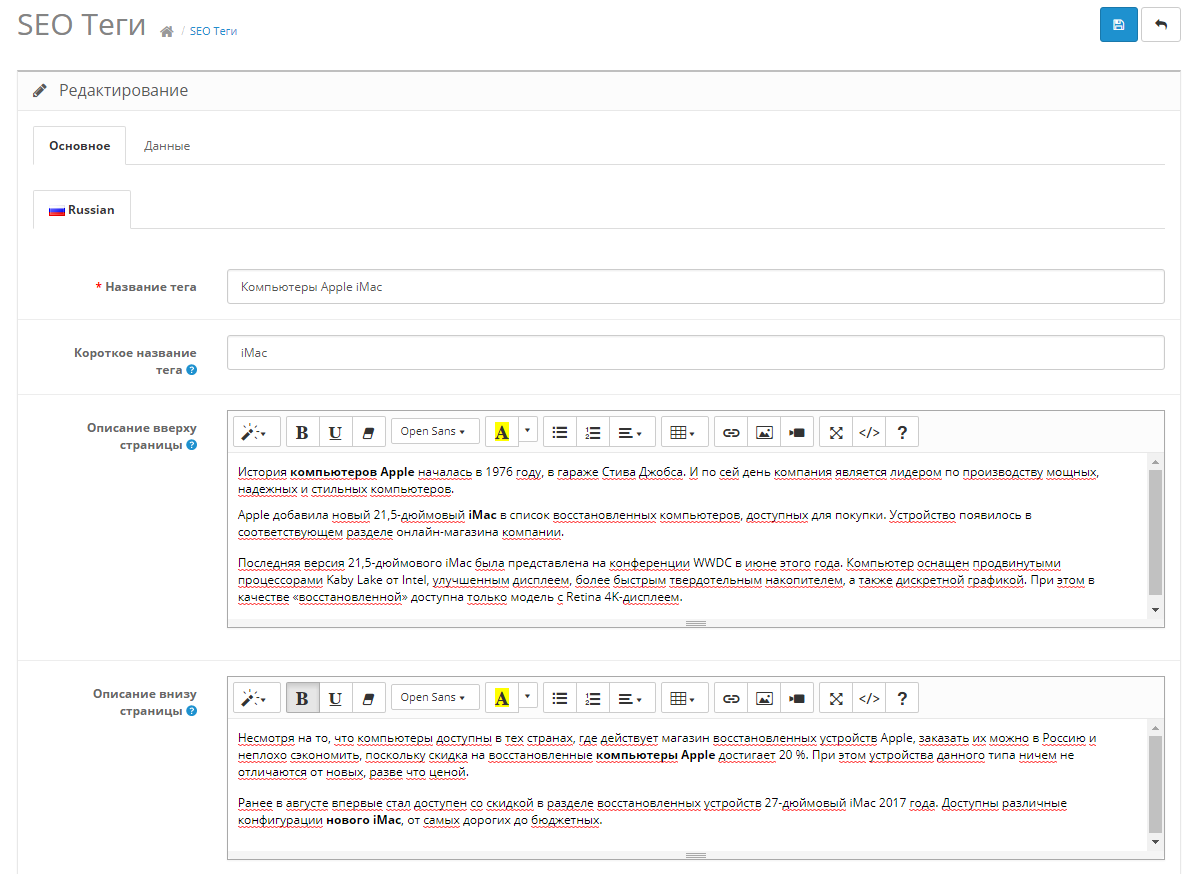 SEO Теги / SEO Теги
Редактирование
Основное Данные
Russian
* Название тега Компьютеры Apple iMac
Короткое название iMac
тега ?
Описание вверху
страницы ?
B U Open Sans A </> ?
История компьютеров Apple началась в 1976 году, в гараже Стива Джобса. И по сей день компания является лидером по производству мощных,
надежных и стильных компьютеров.
Apple добавила новый 21,5-дюймовый iMac в список восстановленных компьютеров, доступных для покупки. Устройство появилось в
соответствующем разделе онлайн-магазина компании.
Последняя версия 21,5-дюймового iMac была представлена на конференции WWDC в июне этого года. Компьютер оснащен продвинутыми
процессорами Kaby Lake от Intel, улучшенным дисплеем, более быстрым твердотельным накопителем, а также дискретной графикой. При этом в
качестве «восстановленной» доступна только модель с Retina 4K-дисплеем.
Описание внизу
страницы ?
B U Open Sans A </> ?
Несмотря на то, что компьютеры доступны в тех странах, где действует магазин восстановленных устройств Apple, заказать их можно в Россию и
неплохо сэкономить, поскольку скидка на восстановленные компьютеры Apple достигает 20 %. При этом устройства данного типа ничем не
отличаются от новых, разве что ценой.
Ранее в августе впервые стал доступен со скидкой в разделе восстановленных устройств 27-дюймовый iMac 2017 года. Доступны различные
конфигурации нового iMac, от самых дорогих до бюджетных.